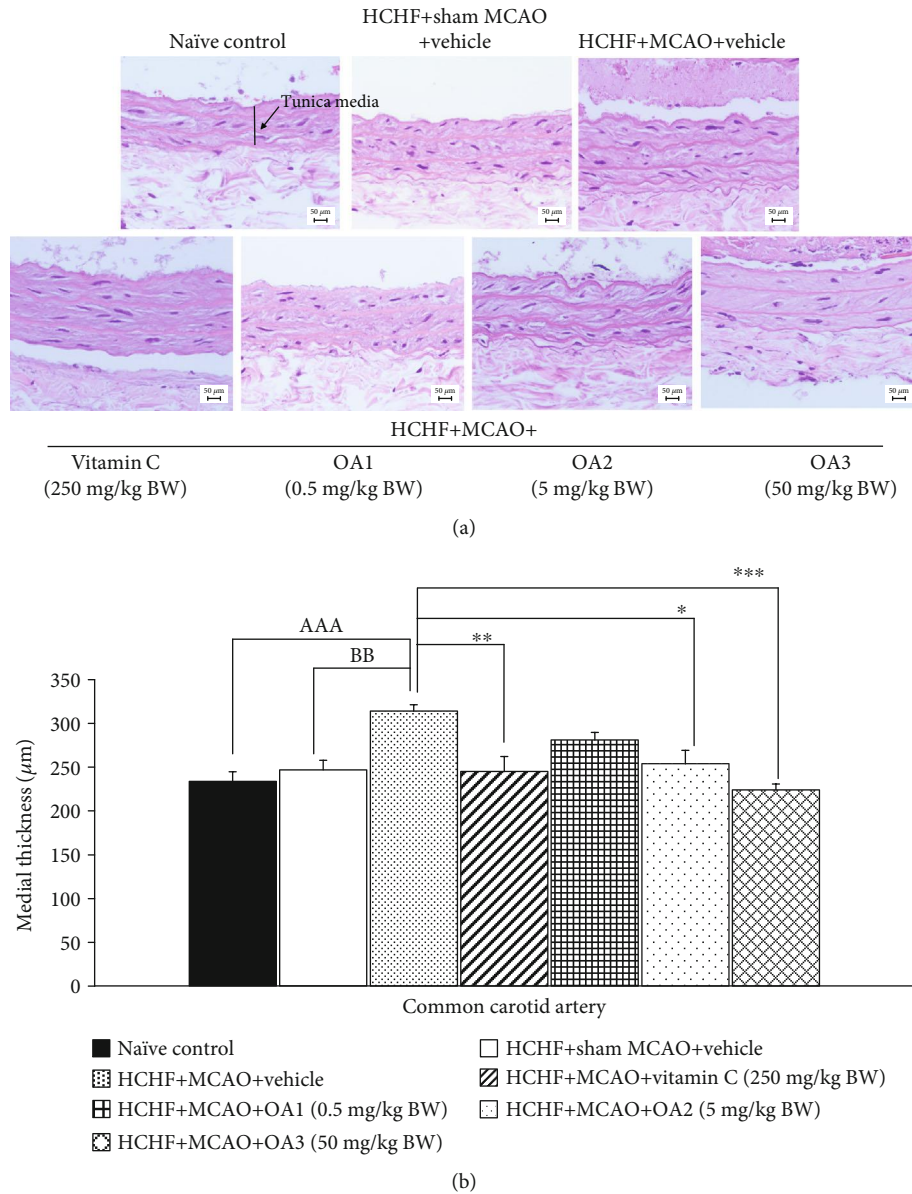 HCHF+sham MCAO
+vehicle
Naïve control
HCHF+MCAO+vehicle
Tunica media
50 μm
50 μm
50 μm
50 μm
50 μm
50 μm
50 μm
HCHF+MCAO+
Vitamin C
(250 mg/kg BW)
OA1
(0.5 mg/kg BW)
OA2
(5 mg/kg BW)
OA3
(50 mg/kg BW)
(a)
***
*
AAA
**
BB
350
300
250
200
150
100
50
0
Medial thickness (μm)
Common carotid artery
Naïve control
HCHF+sham MCAO+vehicle
HCHF+MCAO+vehicle
HCHF+MCAO+vitamin C (250 mg/kg BW)
HCHF+MCAO+OA1 (0.5 mg/kg BW)
HCHF+MCAO+OA2 (5 mg/kg BW)
HCHF+MCAO+OA3 (50 mg/kg BW)
(b)